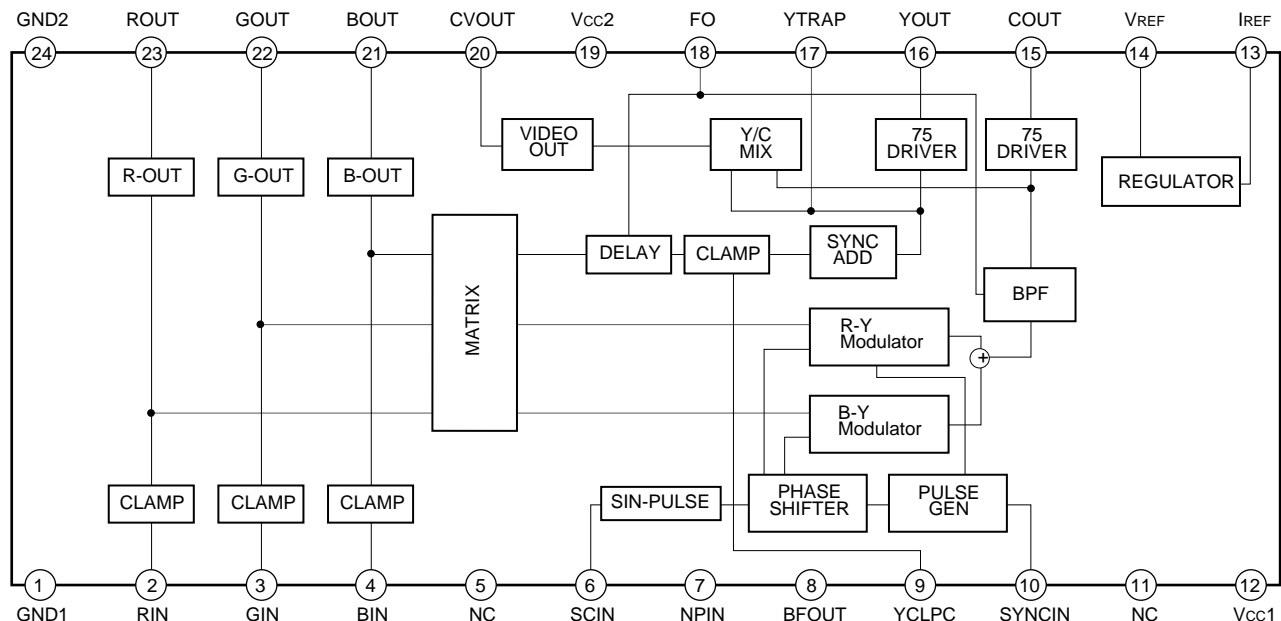 GND2 ROUT GOUT BOUT CVOUT VCC2 FO YTRAP YOUT COUT VREF IREF
24 23 22 21 20 19 18 17 16 15 14 13
VIDEO OUT
Y/C MIX
75 DRIVER
75 DRIVER
R-OUT
G-OUT
B-OUT
REGULATOR
MATRIX
DELAY
CLAMP
SYNC ADD
BPF
R-Y Modulator
+
B-Y Modulator
CLAMP
CLAMP
CLAMP
SIN-PULSE
PHASE SHIFTER
PULSE GEN
1 2 3 4 5 6 7 8 9 10 11 12
GND1 RIN GIN BIN NC SCIN NPIN BFOUT YCLPC SYNCIN NC VCC1